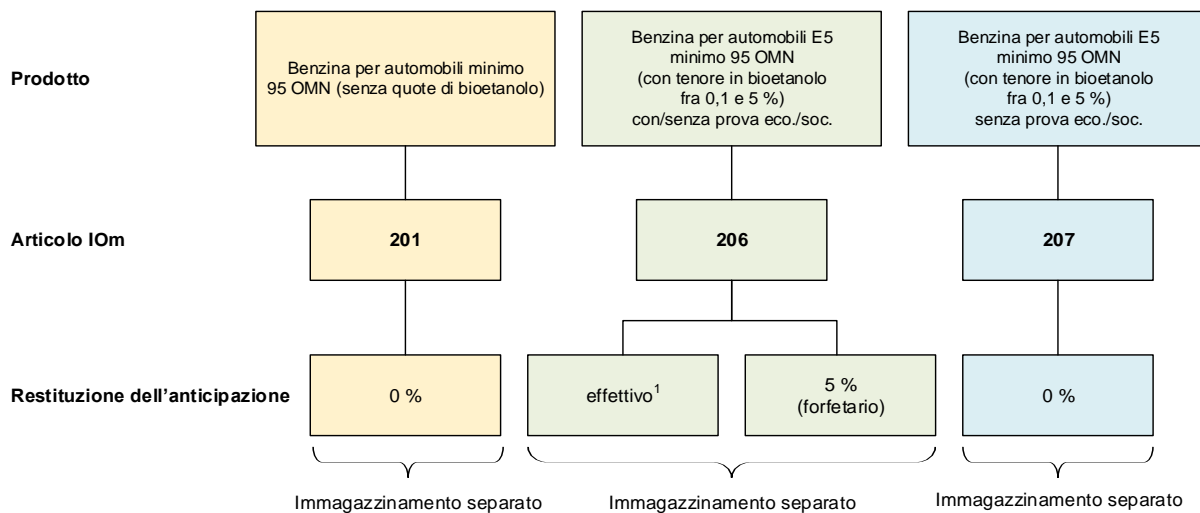 Prodotto
Benzina per automobili minimo
95 OMN (senza quote di bioetanolo)
Benzina per automobili E5
minimo 95 OMN
(con tenore in bioetanolo
fra 0,1 e 5 %)
con/senza prova eco./soc.
Benzina per automobili E5
minimo 95 OMN
(con tenore in bioetanolo
fra 0,1 e 5 %)
senza prova eco./soc.
Articolo IOm
201
206
207
Restituzione dell’anticipazione
0 %
effettivo¹
5 %
(forfetario)
0 %
Immagazzinamento separato
Immagazzinamento separato
Immagazzinamento separato